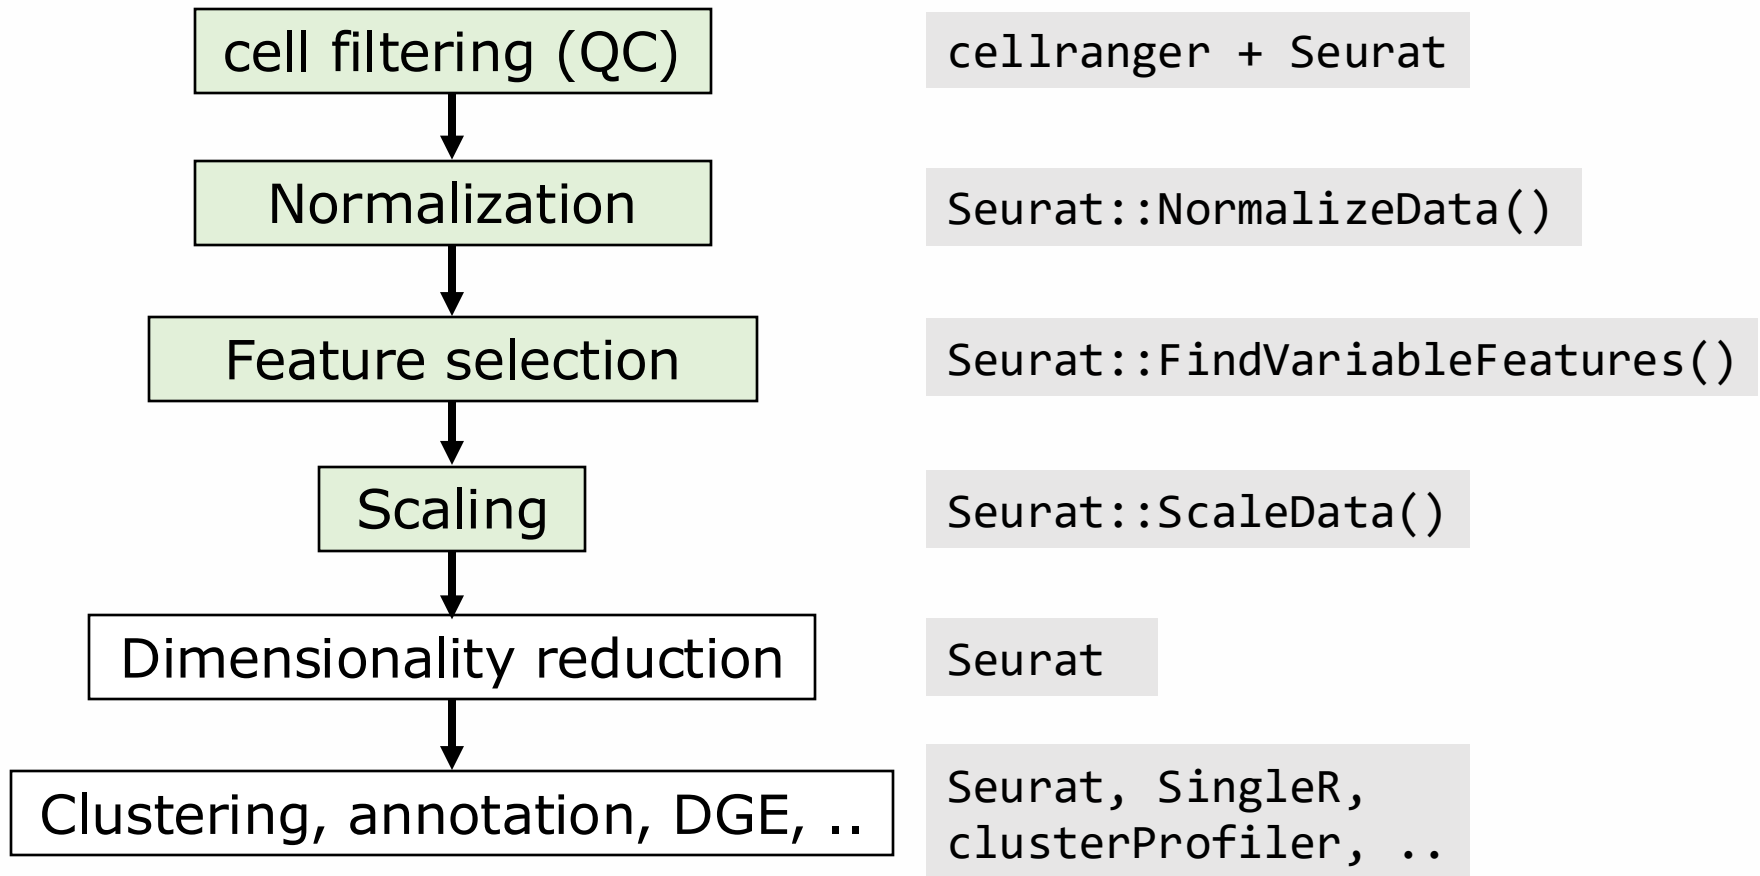 cell filtering (QC)
cellranger + Seurat
Normalization
Seurat::NormalizeData()
Feature selection
Seurat::FindVariableFeatures()
Scaling
Seurat::ScaleData()
Dimensionality reduction
Seurat
Clustering, annotation, DGE, ..
Seurat, SingleR,
clusterProfiler, ..